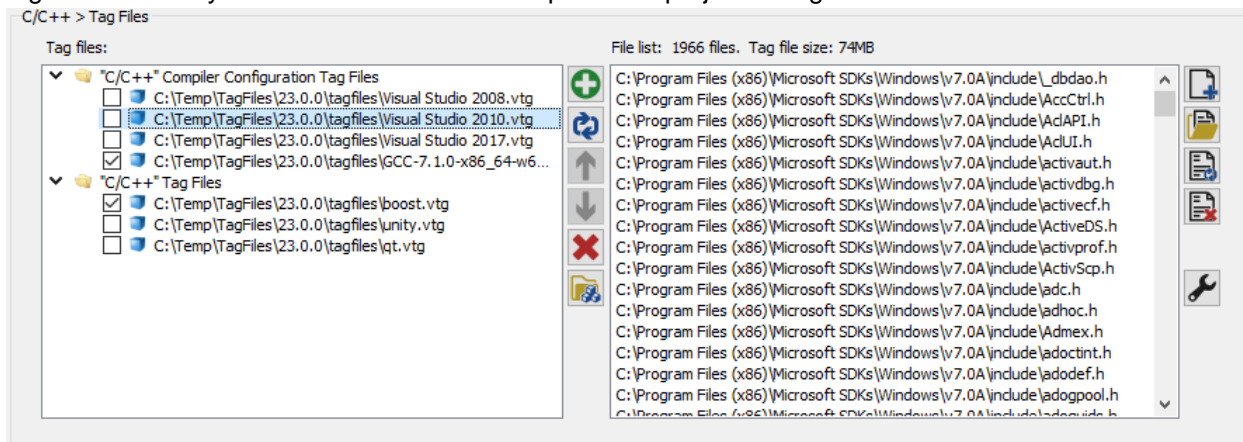 C/C++ > Tag Files
Tag files:
File list: 1966 files. Tag file size: 74MB
"C/C++" Compiler Configuration Tag Files
C:\Temp\TagFiles\23.0.0\tagfiles\Visual Studio 2008.vtg
C:\Temp\TagFiles\23.0.0\tagfiles\Visual Studio 2010.vtg
C:\Temp\TagFiles\23.0.0\tagfiles\Visual Studio 2017.vtg
C:\Temp\TagFiles\23.0.0\tagfiles\GCC-7.1.0-x86_64-w6...
"C/C++" Tag Files
C:\Temp\TagFiles\23.0.0\tagfiles\boost.vtg
C:\Temp\TagFiles\23.0.0\tagfiles\unity.vtg
C:\Temp\TagFiles\23.0.0\tagfiles\qt.vtg
C:\Program Files (x86)\Microsoft SDKs\Windows\v7.0A\include\_dbdao.h
C:\Program Files (x86)\Microsoft SDKs\Windows\v7.0A\include\AccCtrl.h
C:\Program Files (x86)\Microsoft SDKs\Windows\v7.0A\include\AclAPI.h
C:\Program Files (x86)\Microsoft SDKs\Windows\v7.0A\include\AclUI.h
C:\Program Files (x86)\Microsoft SDKs\Windows\v7.0A\include\activaut.h
C:\Program Files (x86)\Microsoft SDKs\Windows\v7.0A\include\activdbg.h
C:\Program Files (x86)\Microsoft SDKs\Windows\v7.0A\include\activecf.h
C:\Program Files (x86)\Microsoft SDKs\Windows\v7.0A\include\ActiveDS.h
C:\Program Files (x86)\Microsoft SDKs\Windows\v7.0A\include\activprof.h
C:\Program Files (x86)\Microsoft SDKs\Windows\v7.0A\include\ActivScp.h
C:\Program Files (x86)\Microsoft SDKs\Windows\v7.0A\include\adc.h
C:\Program Files (x86)\Microsoft SDKs\Windows\v7.0A\include\adhoc.h
C:\Program Files (x86)\Microsoft SDKs\Windows\v7.0A\include\Admex.h
C:\Program Files (x86)\Microsoft SDKs\Windows\v7.0A\include\adoctint.h
C:\Program Files (x86)\Microsoft SDKs\Windows\v7.0A\include\adodef.h
C:\Program Files (x86)\Microsoft SDKs\Windows\v7.0A\include\adogpool.h
C:\Program Files (x86)\Microsoft SDKs\Windows\v7.0A\include\adoguids.h